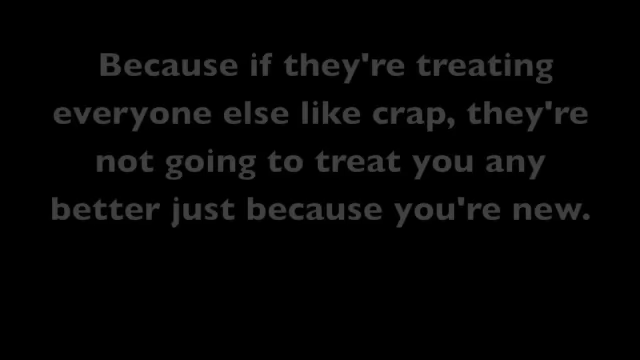 Because if they're treating
everyone else like crap, they're
not going to treat you any
better just because you're new.